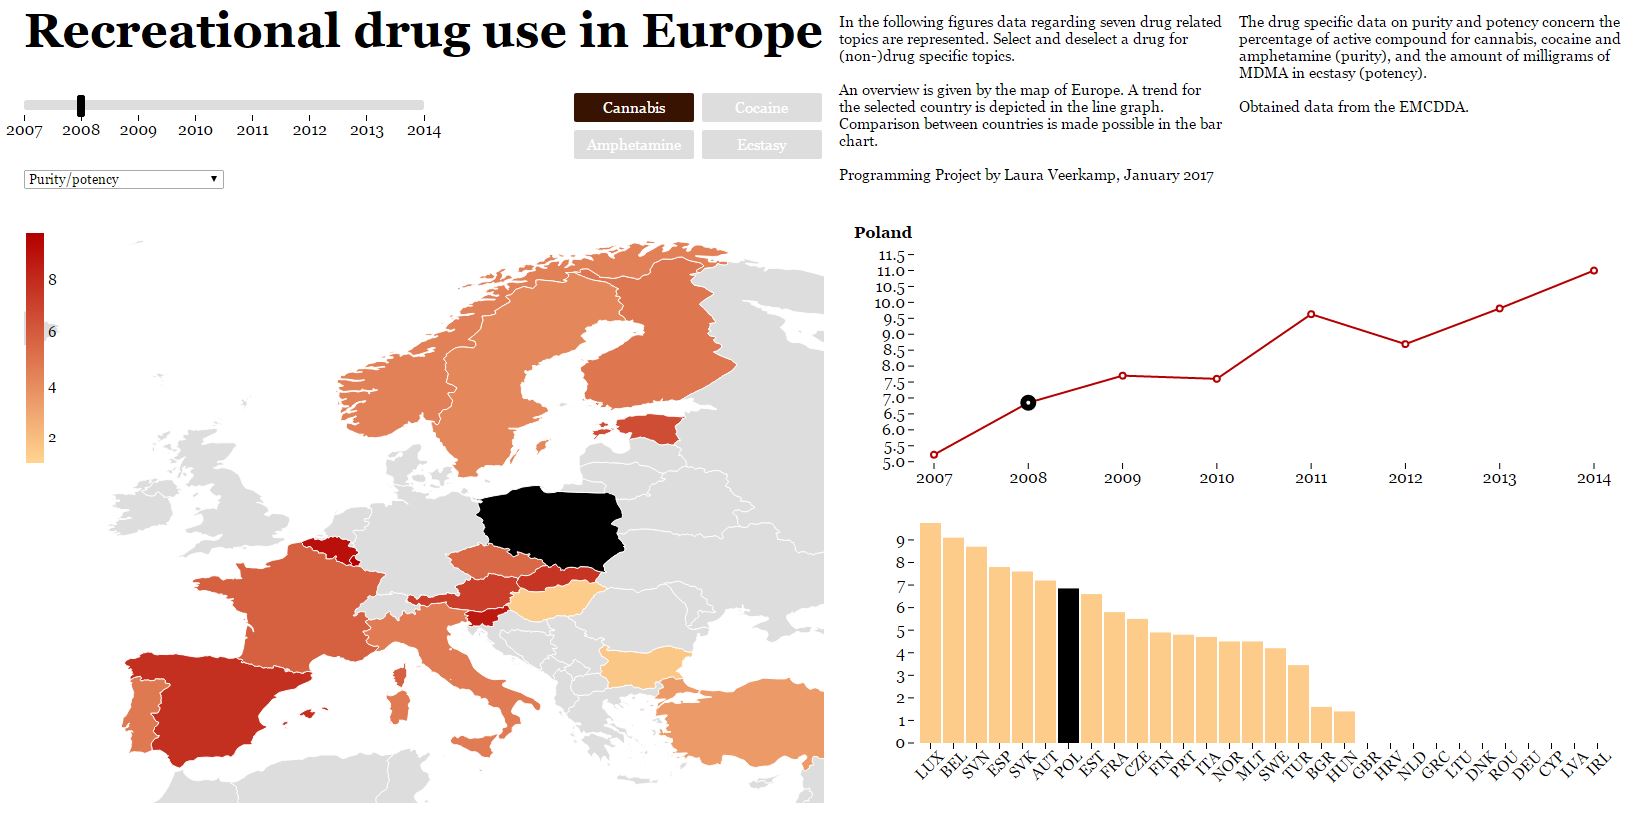 Recreational drug use in Europe
2007 2008 2009 2010 2011 2012 2013 2014
Cannabis
Cocaine
Amphetamine
Ecstasy
Purity/potency
In the following figures data regarding seven drug related
topics are represented. Select and deselect a drug for
(non-)drug specific topics.
An overview is given by the map of Europe. A trend for
the selected country is depicted in the line graph.
Comparison between countries is made possible in the bar
chart.
Programming Project by Laura Veerkamp, January 2017
The drug specific data on purity and potency concern the
percentage of active compound for cannabis, cocaine and
amphetamine (purity), and the amount of milligrams of
MDMA in ecstasy (potency).
Obtained data from the EMCDDA.
8
6
4
2
Poland
11.5
11.0
10.5
10.0
9.5
9.0
8.5
8.0
7.5
7.0
6.5
6.0
5.5
5.0
2007 2008 2009 2010 2011 2012 2013 2014
9
8
7
6
5
4
3
2
1
0
LUX BEL SVN ESP SVK AUT POL EST FRA CZE FIN PRT ITA NOR MLT SWE TUR BGR HUN GBR HRV NLD GRC LTU DNK ROU DEU CYP LVA IRL